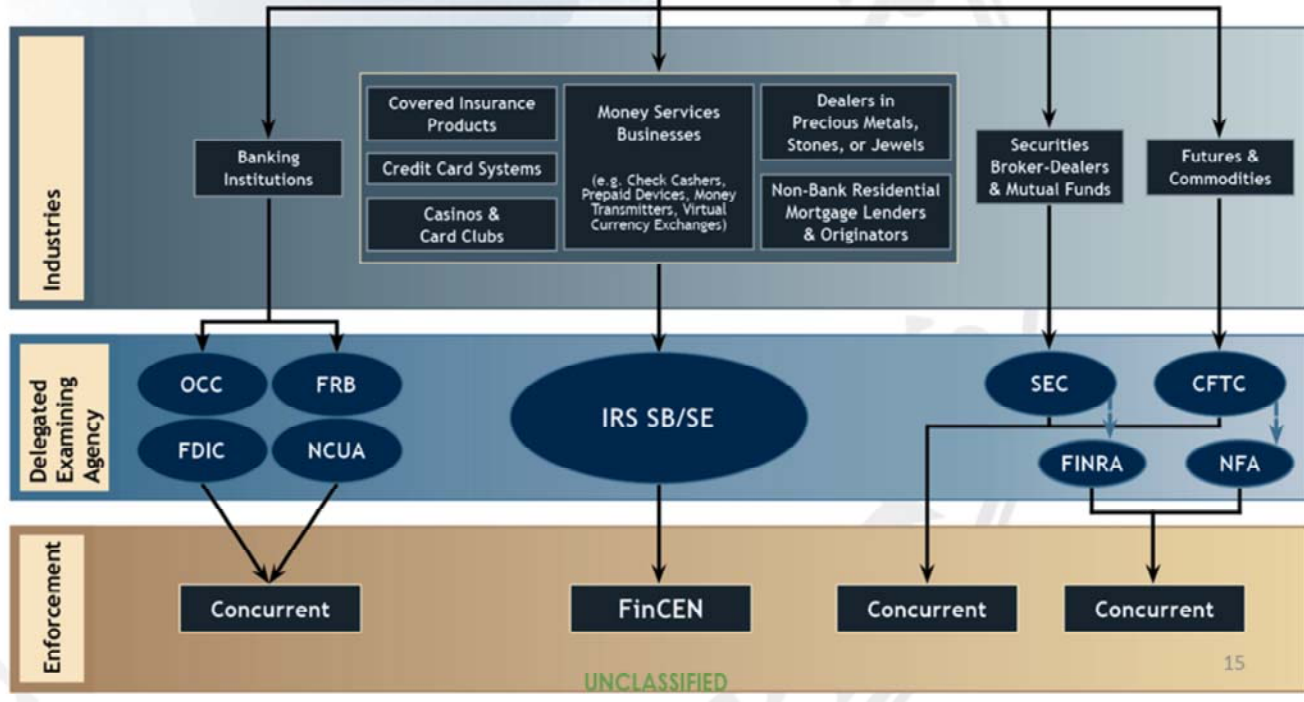 Industries
Banking
Institutions
Covered Insurance
Products
Credit Card Systems
Casinos &
Card Clubs
Money Services
Businesses
(e.g. Check Cashers,
Prepaid Devices, Money
Transmitters, Virtual
Currency Exchanges)
Dealers in
Precious Metals,
Stones, or Jewels
Non-Bank Residential
Mortgage Lenders
& Originators
Securities
Broker-Dealers
& Mutual Funds
Futures &
Commodities
Delegated
Examining
Agency
OCC
FRB
FDIC
NCUA
IRS SB/SE
SEC
CFTC
FINRA
NFA
Enforcement
Concurrent
FinCEN
Concurrent
Concurrent
15
UNCLASSIFIED